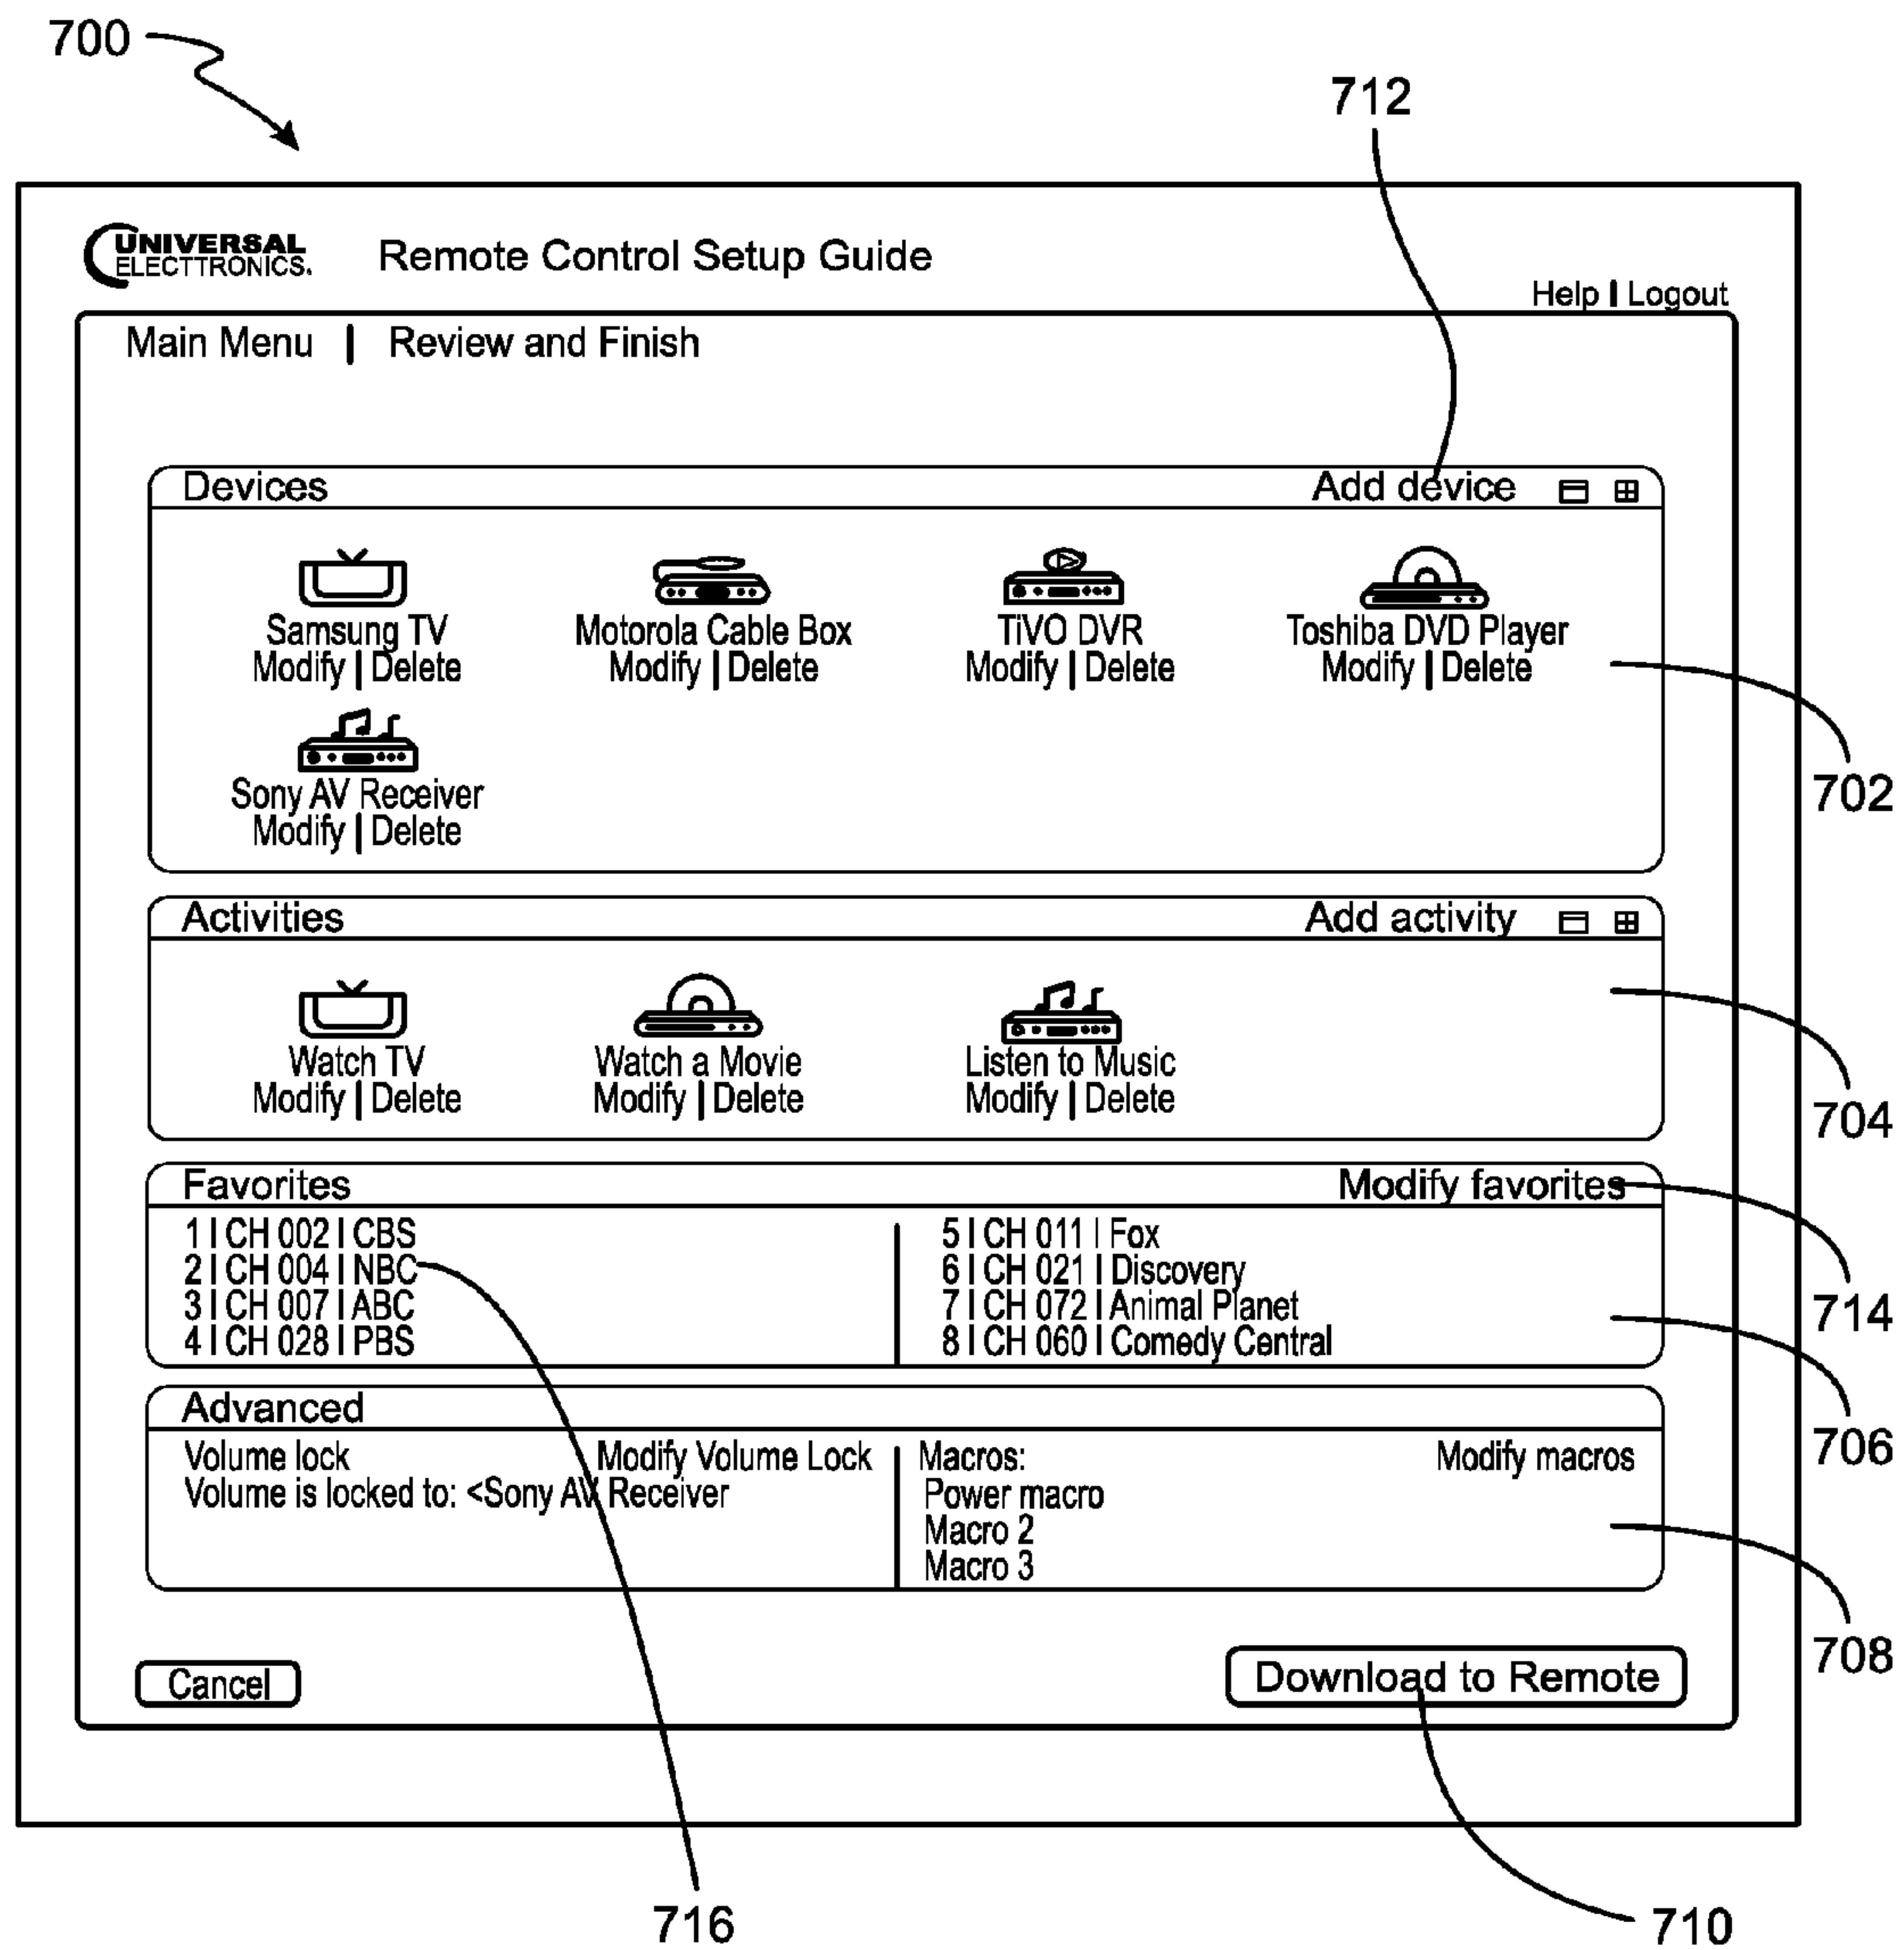 700
712
UNIVERSAL
ELECTTRONICS.
Remote Control Setup Guide
Help | Logout
Main Menu | Review and Finish
Devices Add device
Samsung TV Motorola Cable Box TiVO DVR Toshiba DVD Player
Modify | Delete Modify | Delete Modify | Delete Modify | Delete
702
Sony AV Receiver
Modify | Delete
Activities Add activity
Watch TV Watch a Movie Listen to Music
Modify | Delete Modify | Delete Modify | Delete
704
Favorites Modify favorites
1 | CH 002 | CBS 5 | CH 011 | Fox
2 | CH 004 | NBC 6 | CH 021 | Discovery
3 | CH 007 | ABC 7 | CH 072 | Animal Planet
714
4 | CH 028 | PBS 8 | CH 060 | Comedy Central
Advanced
706
Volume lock Modify Volume Lock Macros: Modify macros
Volume is locked to: <Sony AV Receiver Power macro
Macro 2
Macro 3
708
Cancel Download to Remote
716
710